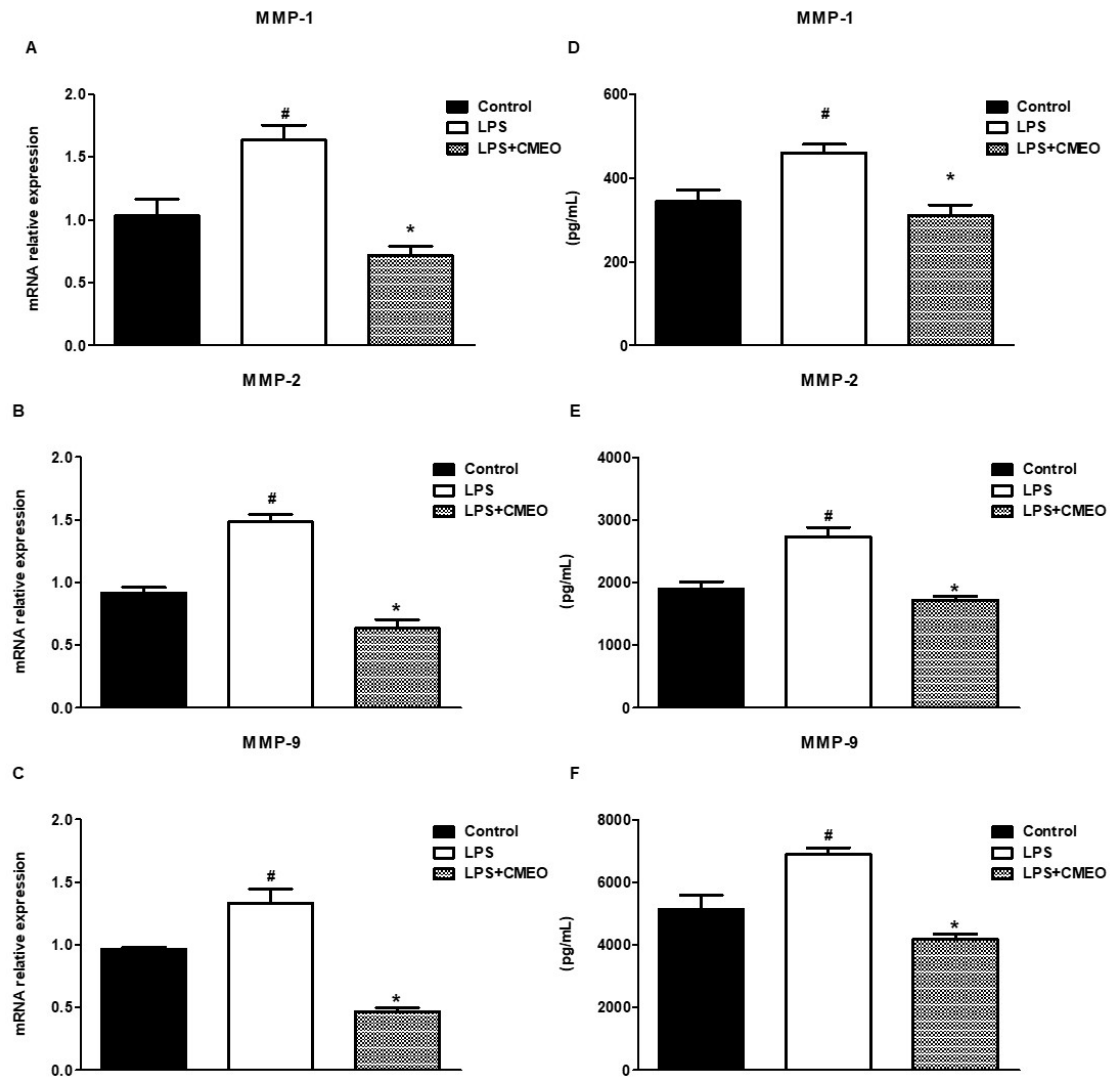 MMP-1
A
mRNA relative expression
2.0
1.5
1.0
0.5
0.0
#
*
Control
LPS
LPS+CMEO
MMP-1
D
(pg/mL)
600
400
200
0
#
*
Control
LPS
LPS+CMEO
MMP-2
B
mRNA relative expression
2.0
1.5
1.0
0.5
0.0
#
*
Control
LPS
LPS+CMEO
MMP-2
E
(pg/mL)
4000
3000
2000
1000
0
#
*
Control
LPS
LPS+CMEO
MMP-9
C
mRNA relative expression
2.0
1.5
1.0
0.5
0.0
#
*
Control
LPS
LPS+CMEO
MMP-9
F
(pg/mL)
8000
6000
4000
2000
0
#
*
Control
LPS
LPS+CMEO